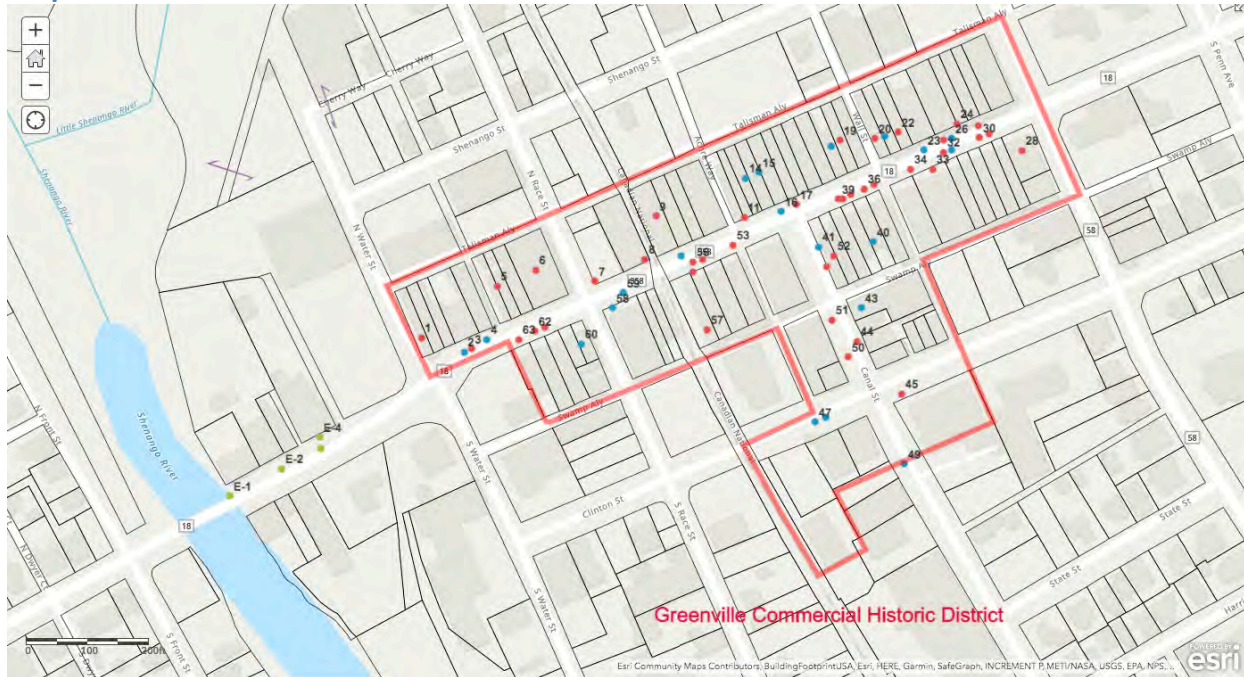 +
−
Talisman Aly
18
S Penn Ave
Cherry Way
Cherry Way
Shenango St
Little Shenango River
Talisman Aly
24
22
26
30
Wall St
19
20
23
32
28
Shenango St
Swamp Aly
Shenango River
14
15
34
33
18
N Race St
36
39
9
11
16
17
58
N Water St
Talisman Aly
53
41
40
6
8
52
5
7
Swamp Aly
58
43
62
51
1
2
3
4
63
60
57
44
50
18
Canal St
45
N Front St
Swamp Aly
Canadian National
47
E-4
S Water St
58
E-2
49
Shenango River
E-1
18
Clinton St
State St
N Dwyer
S Race St
State St
S Water St
Greenville Commercial Historic District
S Front St
0 100 200ft
Esri Community Maps Contributors, BuildingFootprintUSA, Esri, HERE, Garmin, SafeGraph, INCREMENT P, METI/NASA, USGS, EPA, NPS, ...
POWERED BY
esri